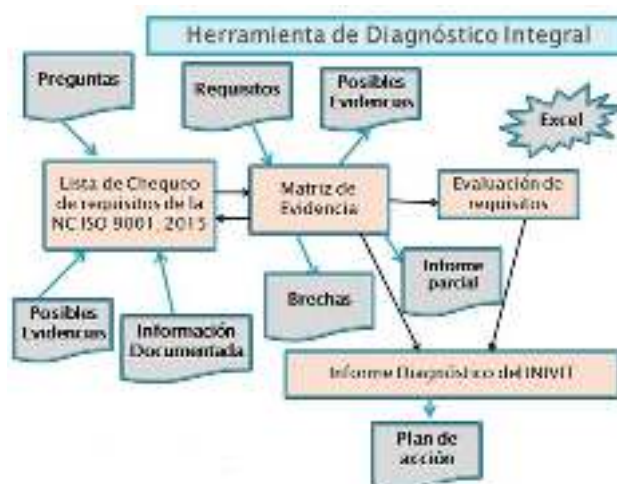 Herramienta de Diagnóstico Integral
Preguntas
Requisitos
Posibles
Evidencias
Excel
Lista de Chequeo
de requisitos de la
NC ISO 9001, 2015
Matriz de
Evidencia
Evaluación de
requisitos
Posibles
Evidencias
Información
Documentada
Brechas
Informe
parcial
Informe Diagnóstico del INIVIT
Plan de
acción